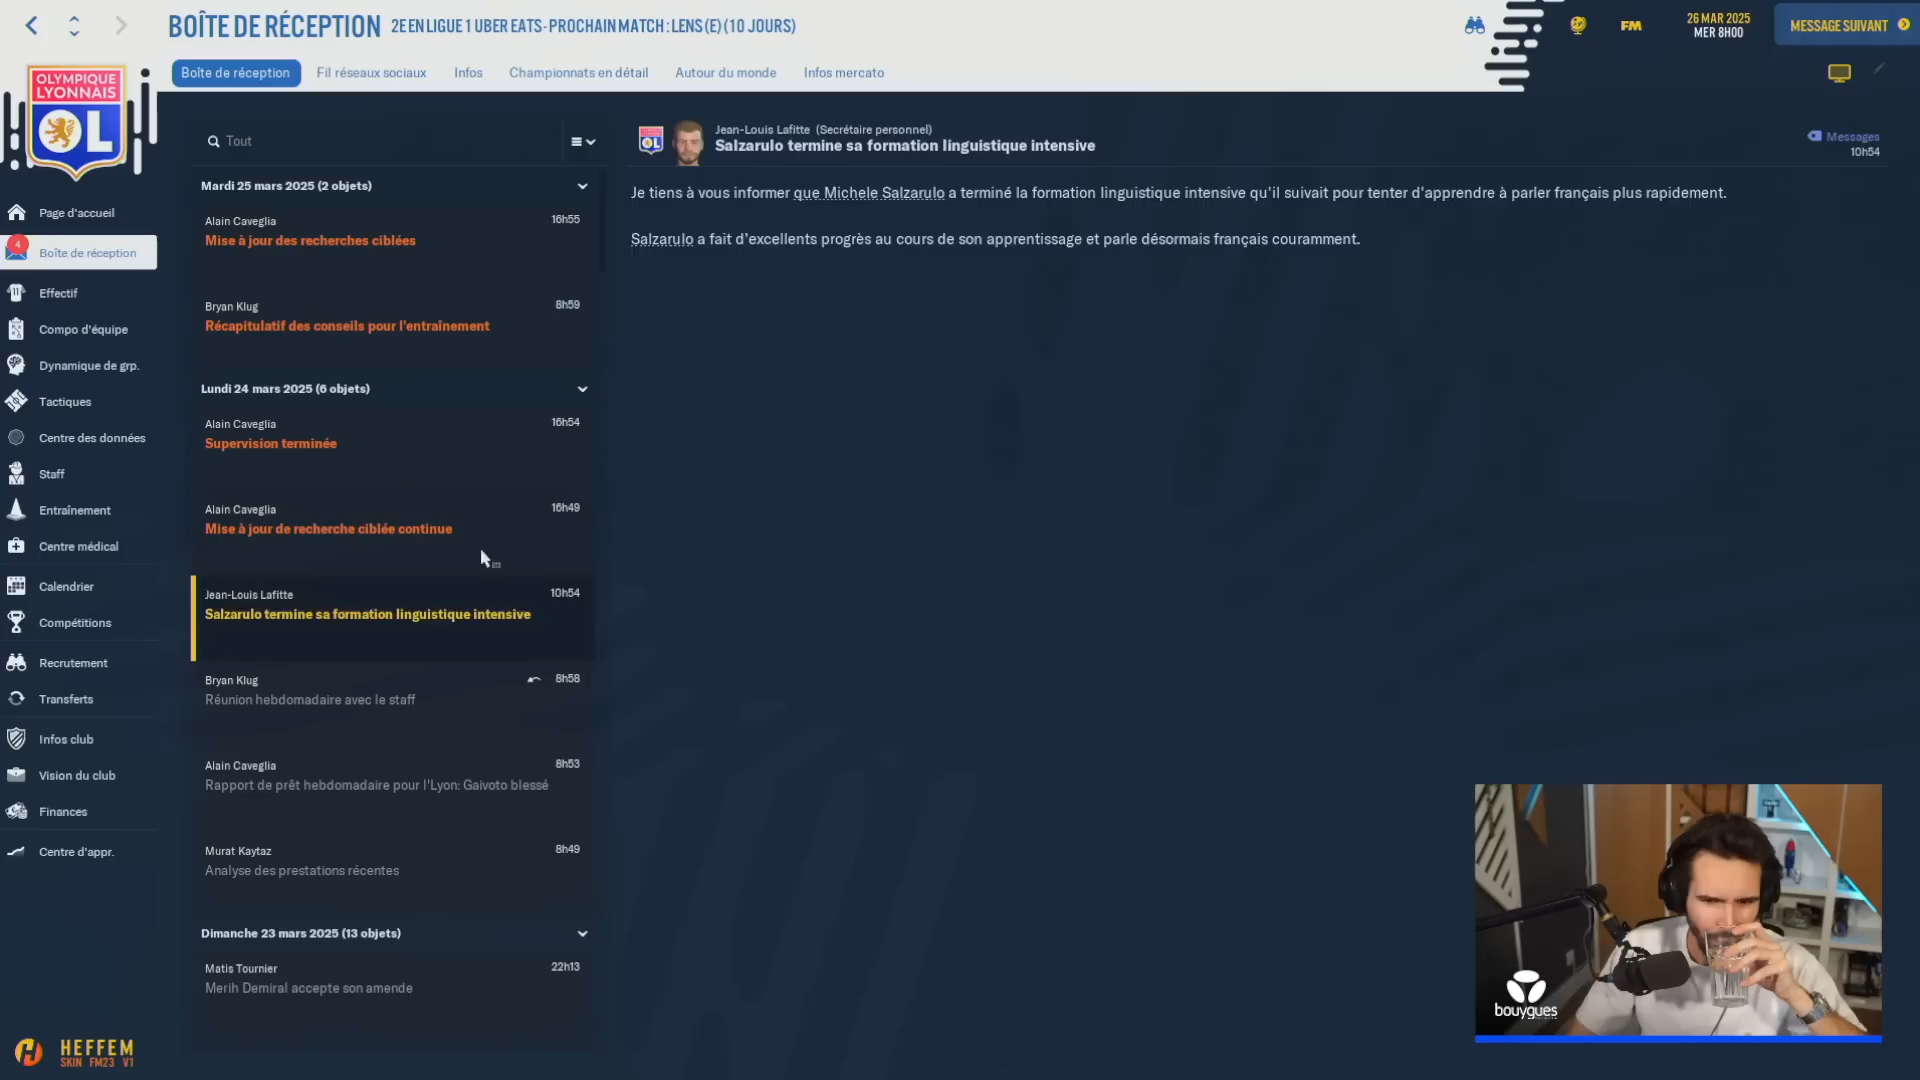 BOÎTE DE RÉCEPTION
2E EN LIGUE 1 UBER EATS - PROCHAIN MATCH : LENS (E) (10 JOURS)
FM
26 MAR 2025
MER 8H00
MESSAGE SUIVANT
Boîte de réception
Fil réseaux sociaux
Infos
Championnats en détail
Autour du monde
Infos mercato
OLYMPIQUE
LYONNAIS
OL
Page d'accueil
4
Boîte de réception
Effectif
Compo d'équipe
Dynamique de grp.
Tactiques
Centre des données
Staff
Entraînement
Centre médical
Calendrier
Compétitions
Recrutement
Transferts
Infos club
Vision du club
Finances
Centre d'appr.
HEFFEM
SKIN FM23 V1
Tout
Mardi 25 mars 2025 (2 objets)
Alain Caveglia
16h55
Mise à jour des recherches ciblées
Bryan Klug
8h59
Récapitulatif des conseils pour l'entraînement
Lundi 24 mars 2025 (6 objets)
Alain Caveglia
16h54
Supervision terminée
Alain Caveglia
16h49
Mise à jour de recherche ciblée continue
Jean-Louis Lafitte
10h54
Salzarulo termine sa formation linguistique intensive
Bryan Klug
8h58
Réunion hebdomadaire avec le staff
Alain Caveglia
8h53
Rapport de prêt hebdomadaire pour l'Lyon: Gaivoto blessé
Murat Kaytaz
8h49
Analyse des prestations récentes
Dimanche 23 mars 2025 (13 objets)
Matis Tournier
22h13
Merih Demiral accepte son amende
Jean-Louis Lafitte (Secrétaire personnel)
Salzarulo termine sa formation linguistique intensive
Messages
10h54
Je tiens à vous informer que Michele Salzarulo a terminé la formation linguistique intensive qu'il suivait pour tenter d'apprendre à parler français plus rapidement.
Salzarulo a fait d'excellents progrès au cours de son apprentissage et parle désormais français couramment.
bouygues